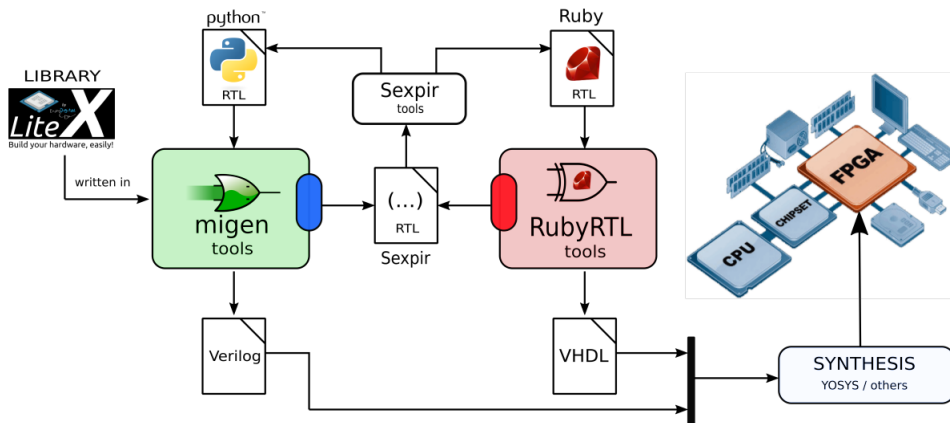 python™
Ruby
LIBRARY
LiteX
Build your hardware, easily!
RTL
Sexpir
tools
RTL
written in
migen
tools
(...)
RTL
Sexpir
RubyRTL
tools
FPGA
CHIPSET
CPU
Verilog
VHDL
SYNTHESIS
YOSYS / others